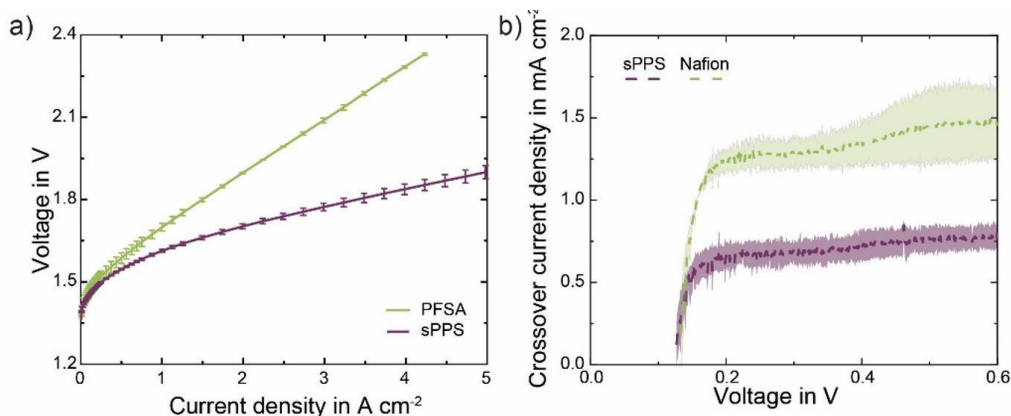 a)
Voltage in V
2.4
2.1
1.8
1.5
1.2
0
1
2
3
4
5
Current density in A cm-2
PFSA
sPPS
b)
Crossover current density in mA cm-2
2.0
1.5
1.0
0.5
0.0
0.0
0.2
0.4
0.6
Voltage in V
sPPS Nafion